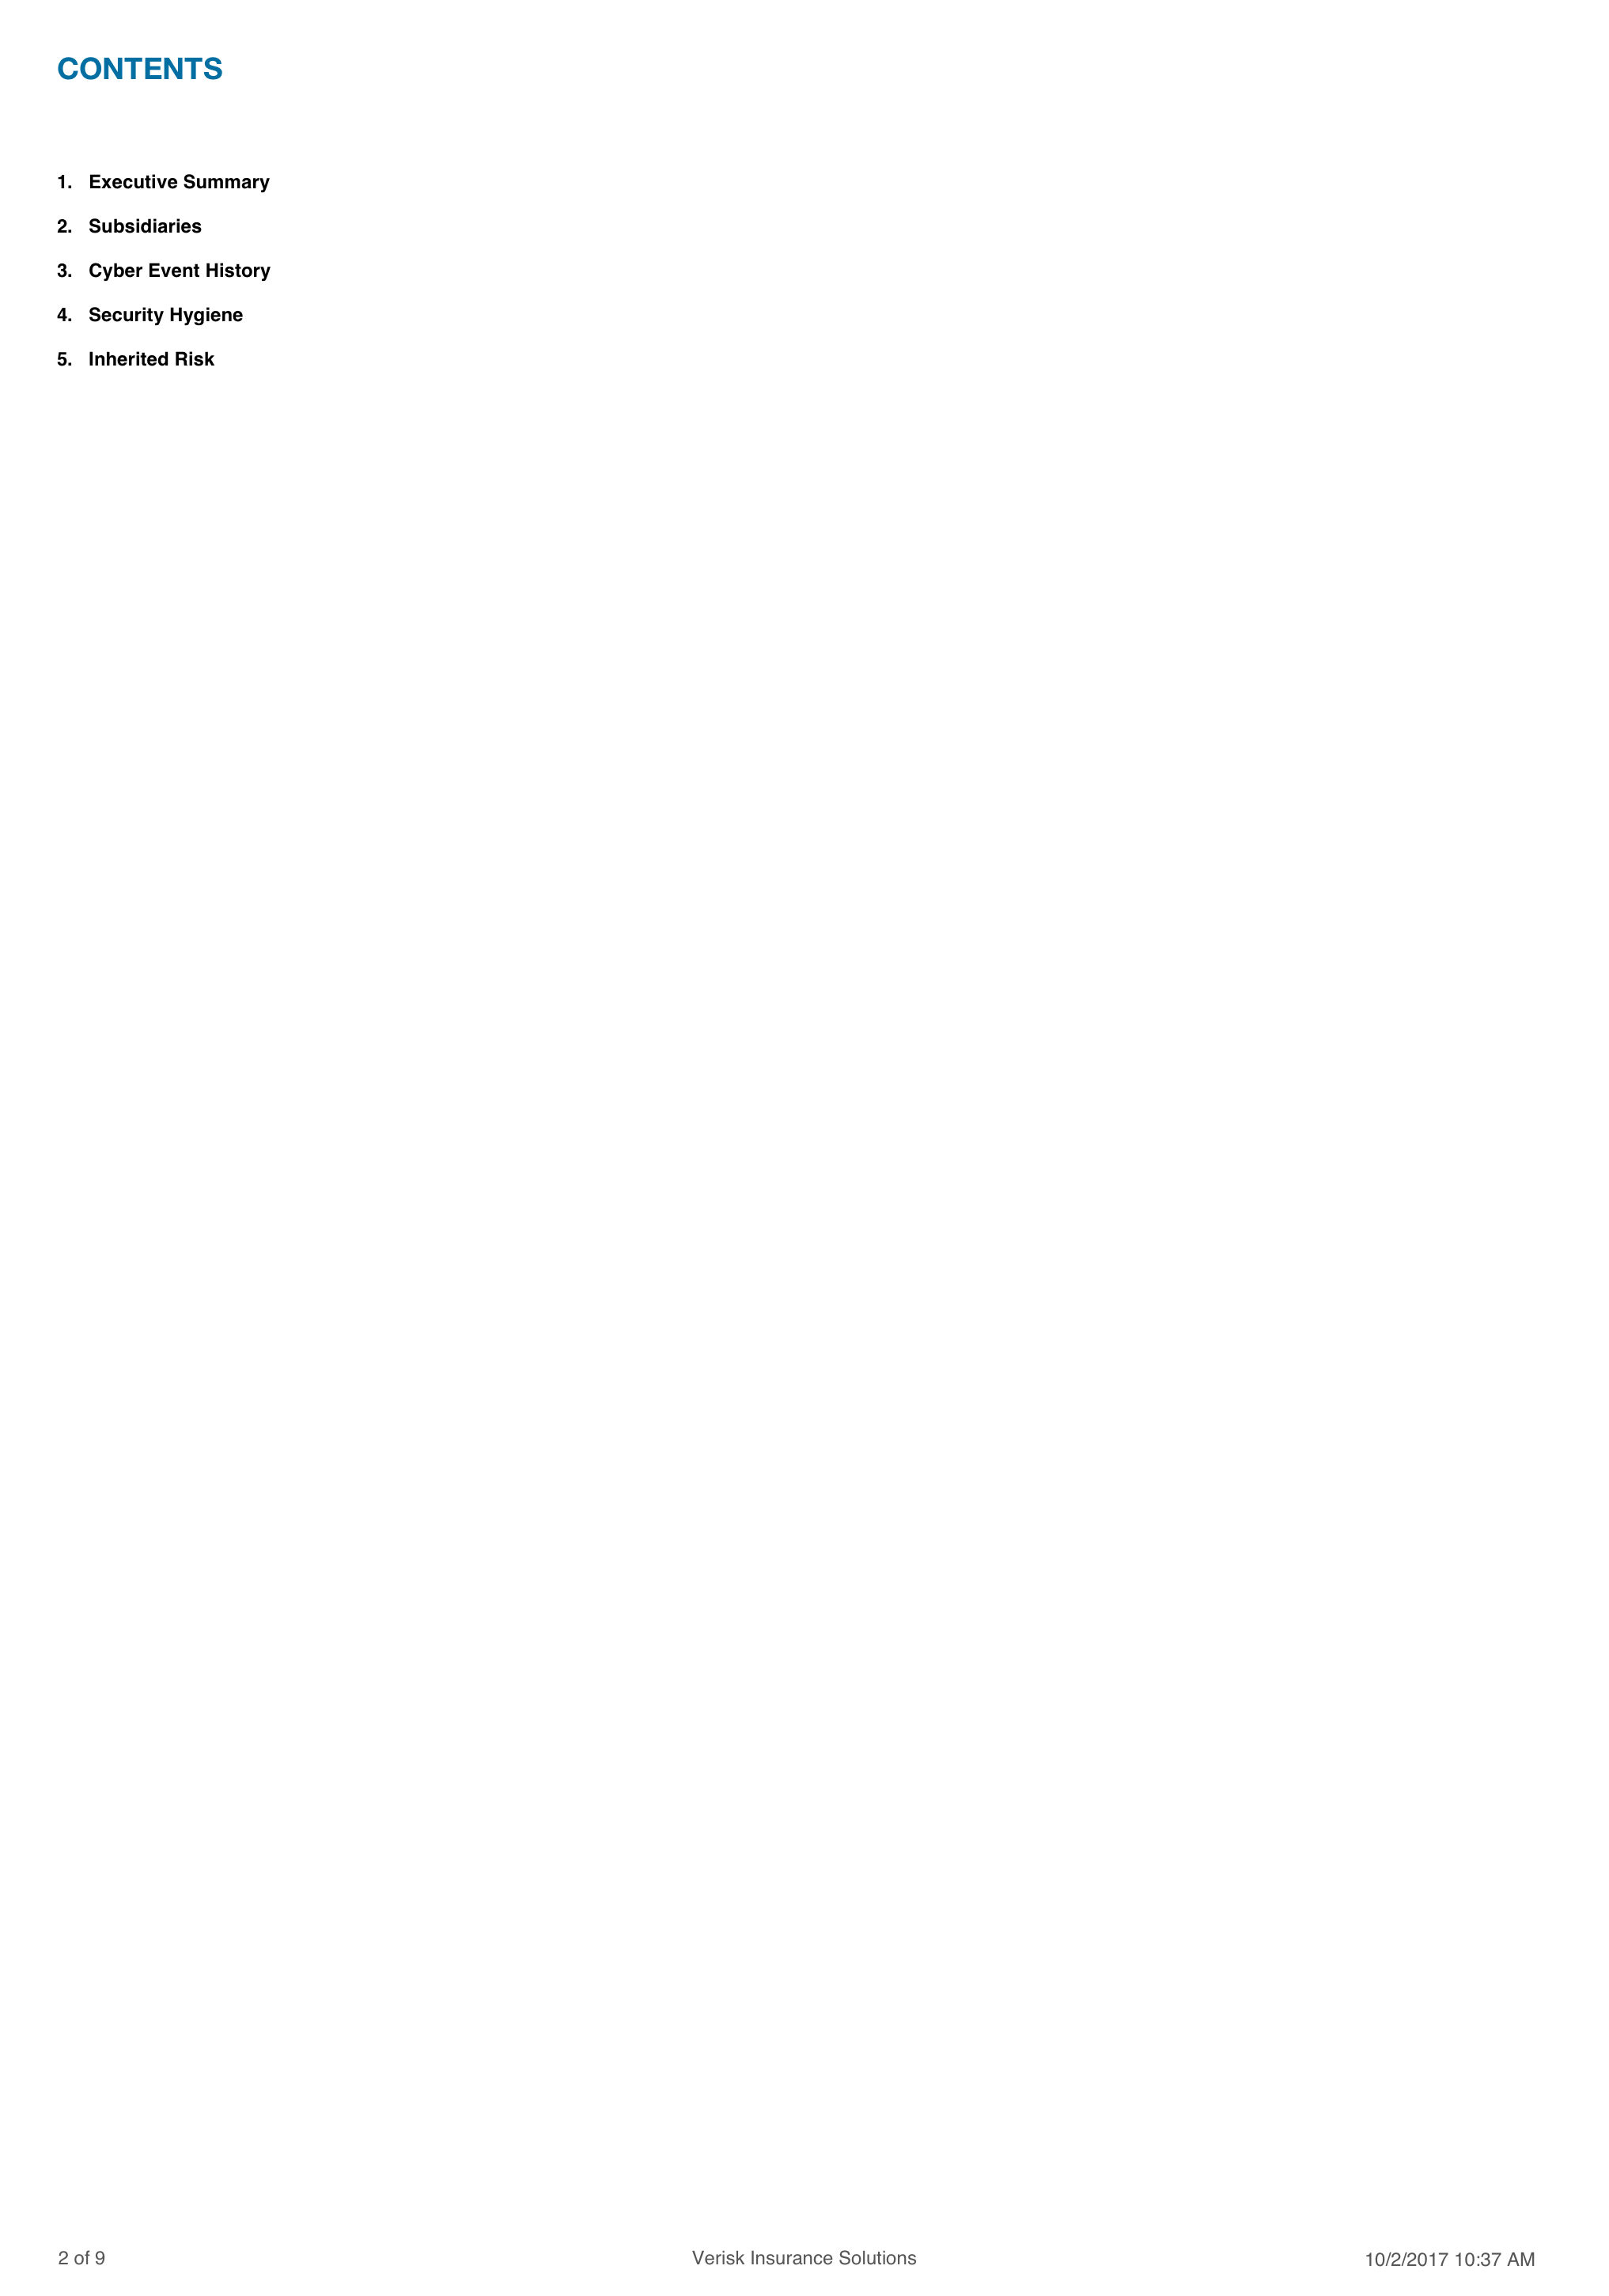 CONTENTS
1. Executive Summary
2. Subsidiaries
3. Cyber Event History
4. Security Hygiene
5. Inherited Risk
2 of 9 Verisk Insurance Solutions 10/2/2017 10:37 AM